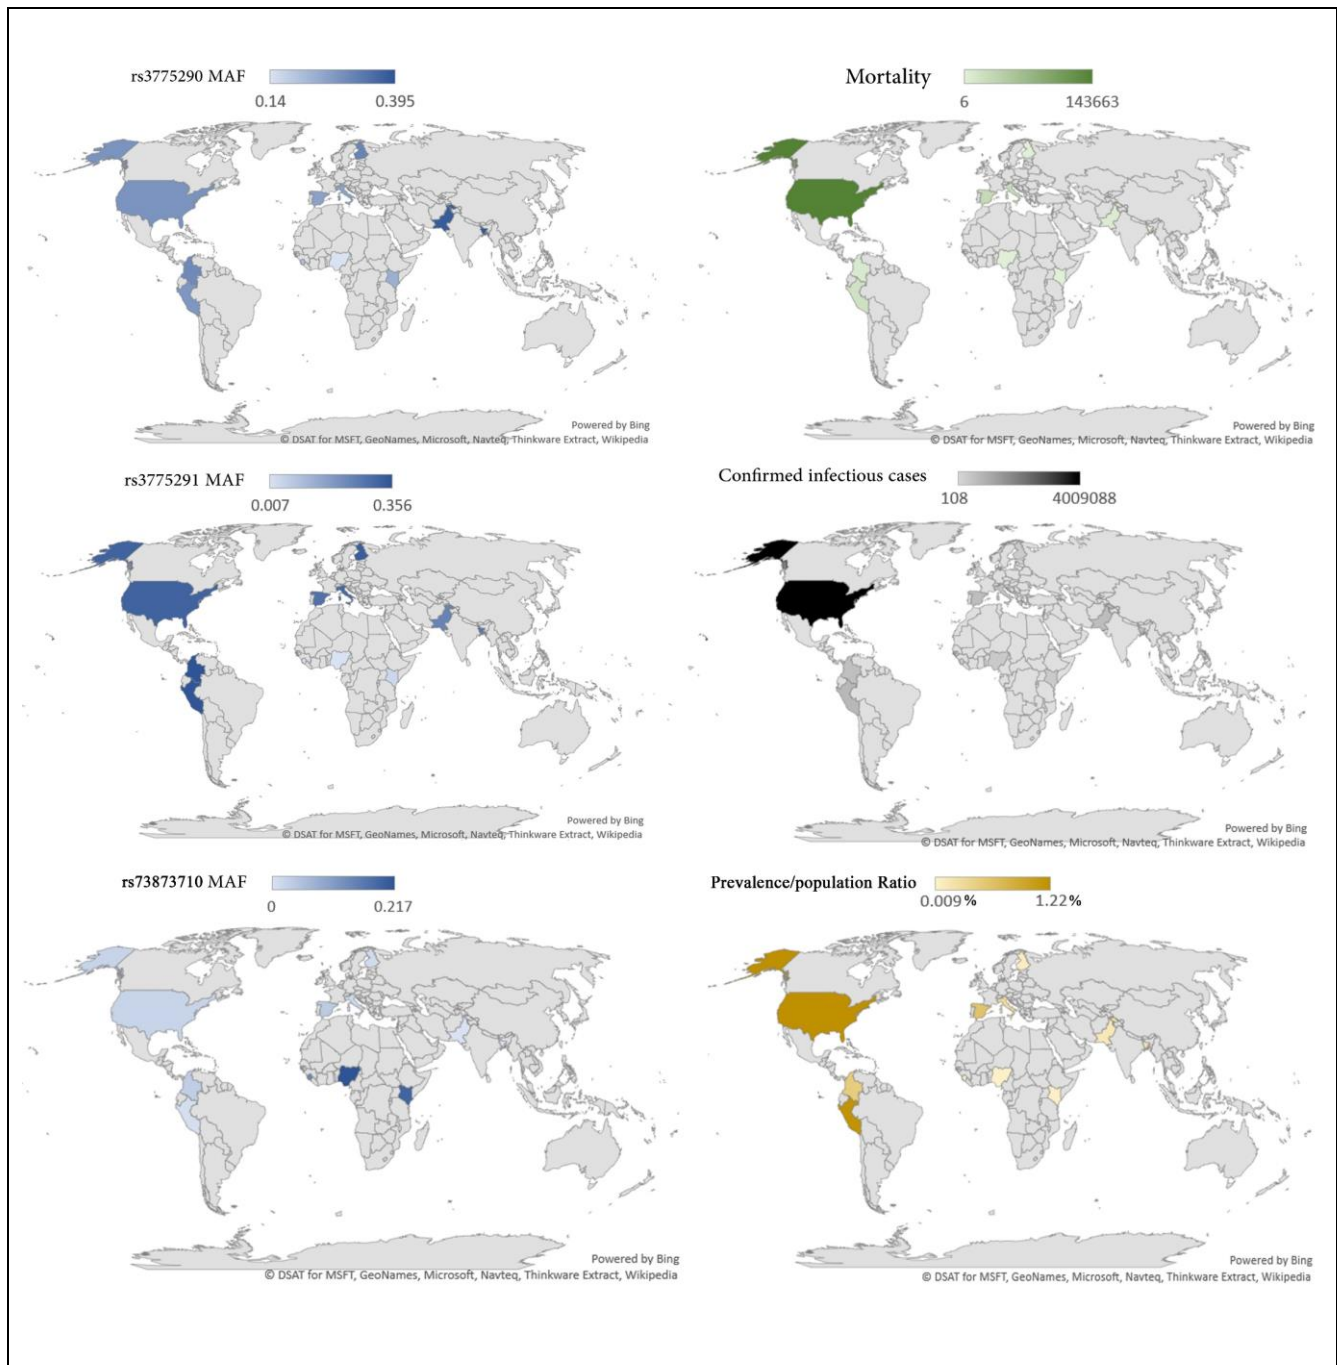 rs3775290 MAF
0.14 0.395
Powered by Bing
© DSAT for MSFT, GeoNames, Microsoft, Navteq, Thinkware Extract, Wikipedia
Mortality
6 143663
Powered by Bing
© DSAT for MSFT, GeoNames, Microsoft, Navteq, Thinkware Extract, Wikipedia
rs3775291 MAF
0.007 0.356
Powered by Bing
© DSAT for MSFT, GeoNames, Microsoft, Navteq, Thinkware Extract, Wikipedia
Confirmed infectious cases
108 4009088
Powered by Bing
© DSAT for MSFT, GeoNames, Microsoft, Navteq, Thinkware Extract, Wikipedia
rs73873710 MAF
0 0.217
Powered by Bing
© DSAT for MSFT, GeoNames, Microsoft, Navteq, Thinkware Extract, Wikipedia
Prevalence/population Ratio
0.009% 1.22%
Powered by Bing
© DSAT for MSFT, GeoNames, Microsoft, Navteq, Thinkware Extract, Wikipedia